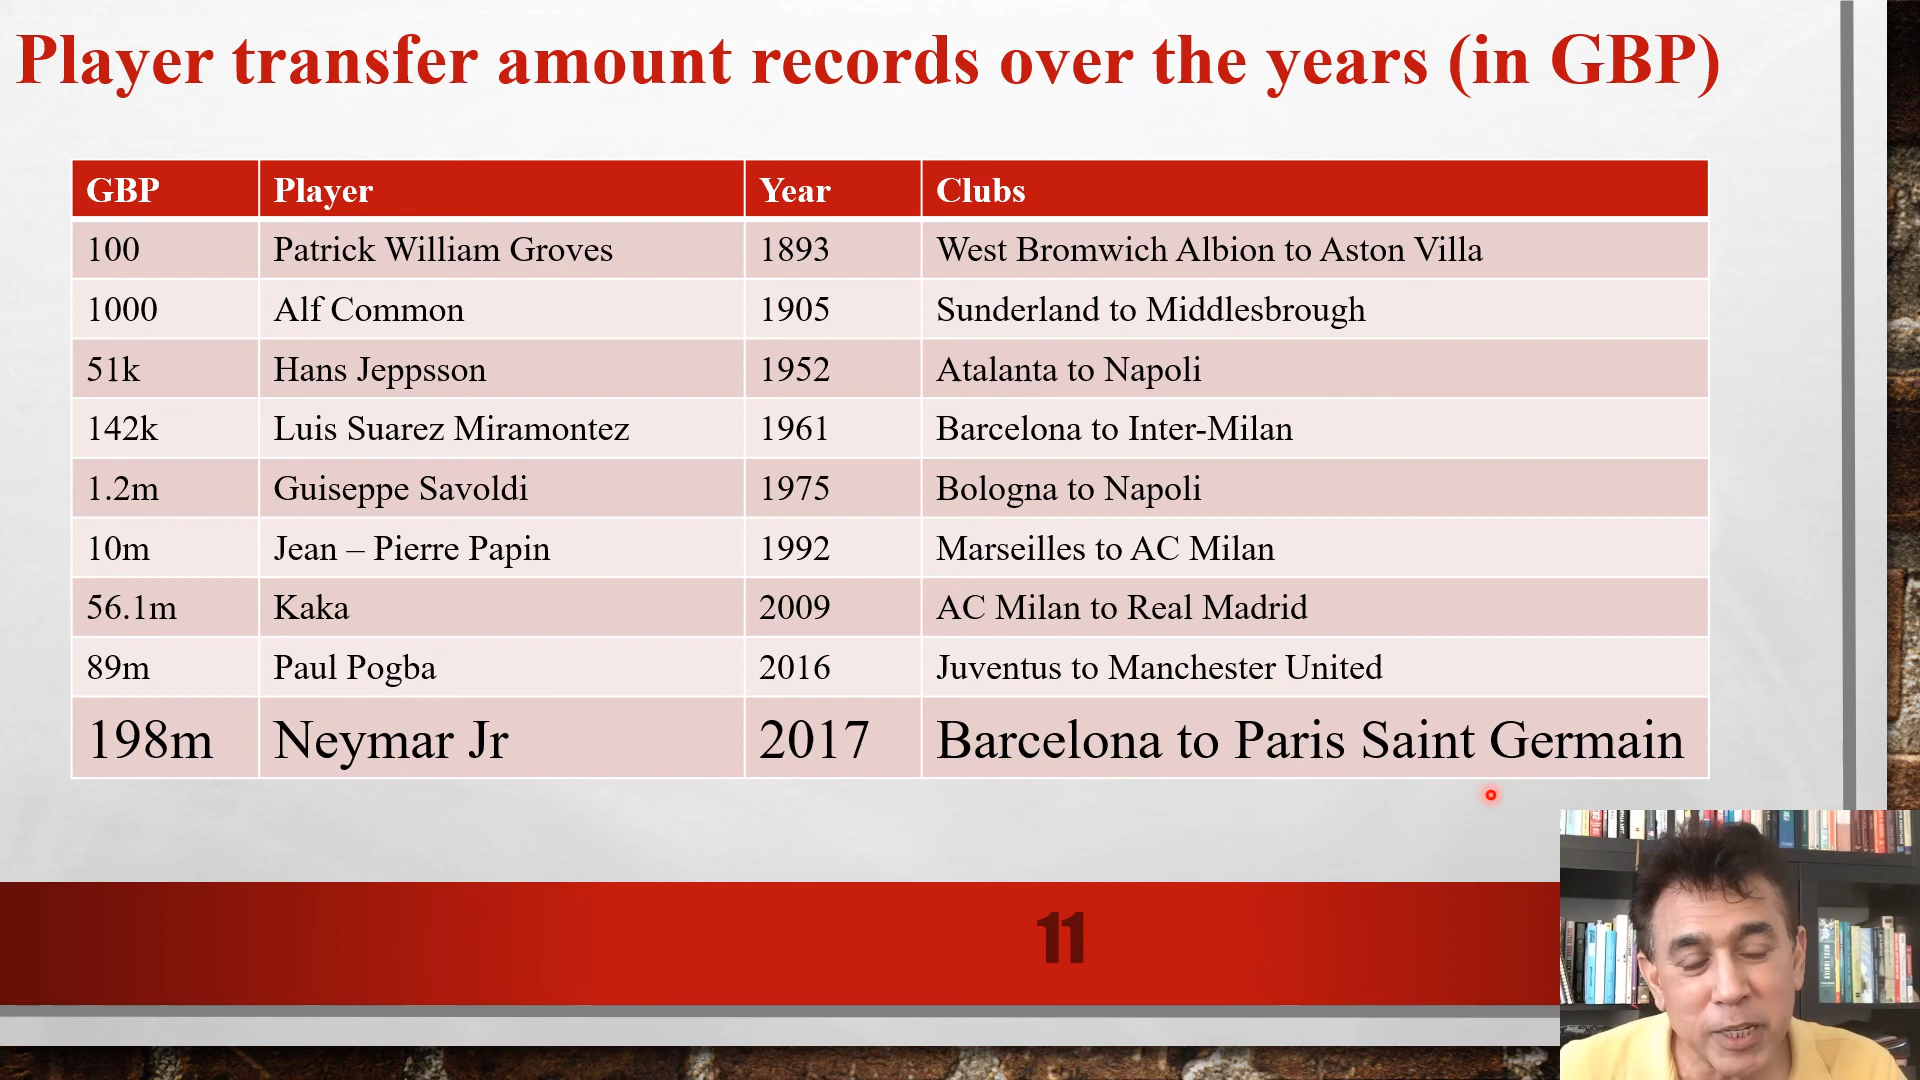 Player transfer amount records over the years (in GBP)
GBP Player Year Clubs
100 Patrick William Groves 1893 West Bromwich Albion to Aston Villa
1000 Alf Common 1905 Sunderland to Middlesbrough
51k Hans Jeppsson 1952 Atalanta to Napoli
142k Luis Suarez Miramontez 1961 Barcelona to Inter-Milan
1.2m Guiseppe Savoldi 1975 Bologna to Napoli
10m Jean – Pierre Papin 1992 Marseilles to AC Milan
56.1m Kaka 2009 AC Milan to Real Madrid
89m Paul Pogba 2016 Juventus to Manchester United
198m Neymar Jr 2017 Barcelona to Paris Saint Germain
11